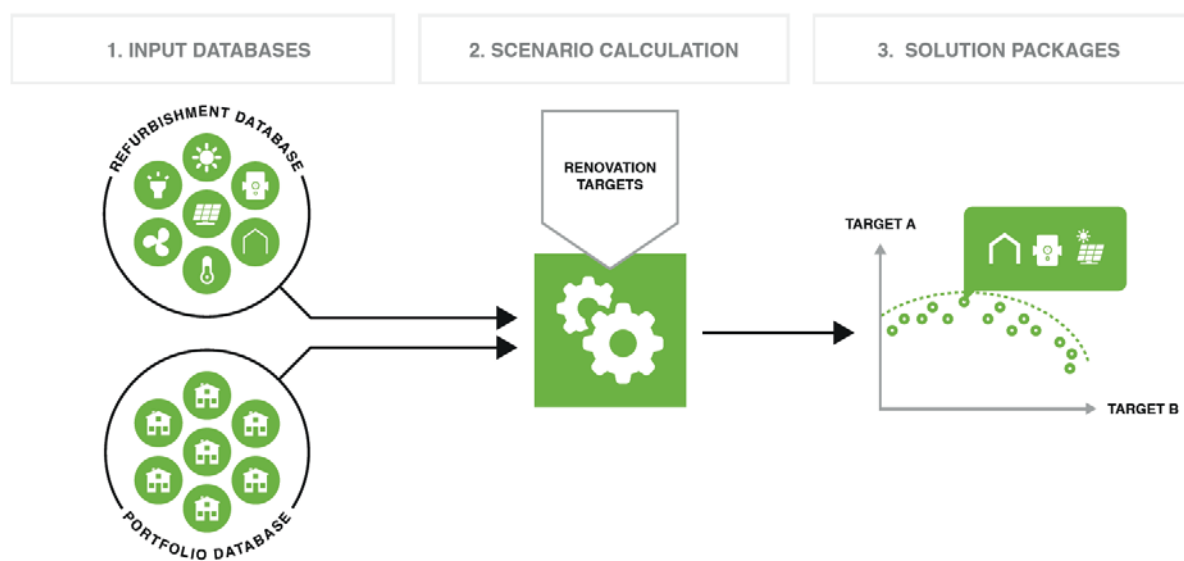 1. INPUT DATABASES
2. SCENARIO CALCULATION
3. SOLUTION PACKAGES
REFURBISHMENT DATABASE
RENOVATION
TARGETS
TARGET A
TARGET B
PORTFOLIO DATABASE